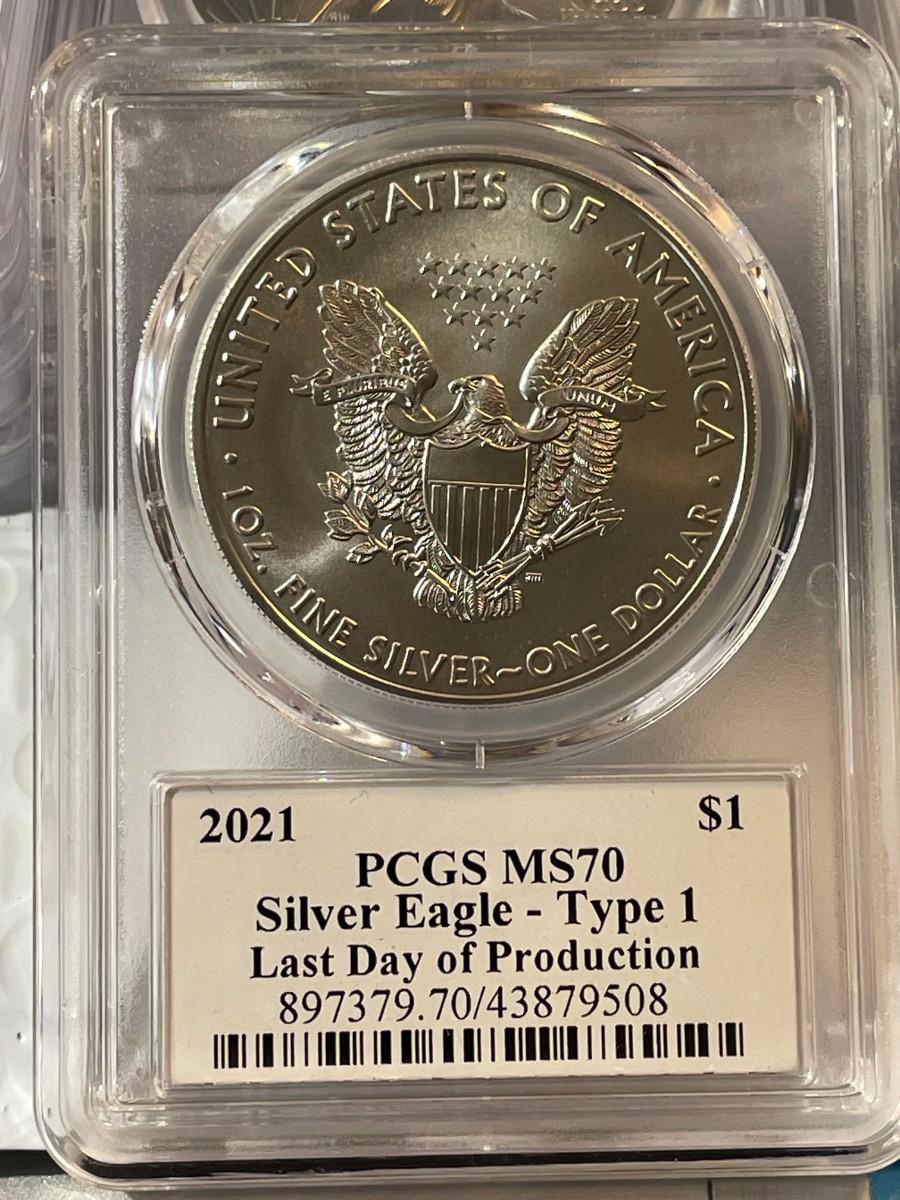 UNITED STATES OF AMERICA
E PLURIBUS UNUM
1 OZ. FINE SILVER~ONE DOLLAR
2021 $1
PCGS MS70
Silver Eagle - Type 1
Last Day of Production
897379.70/43879508